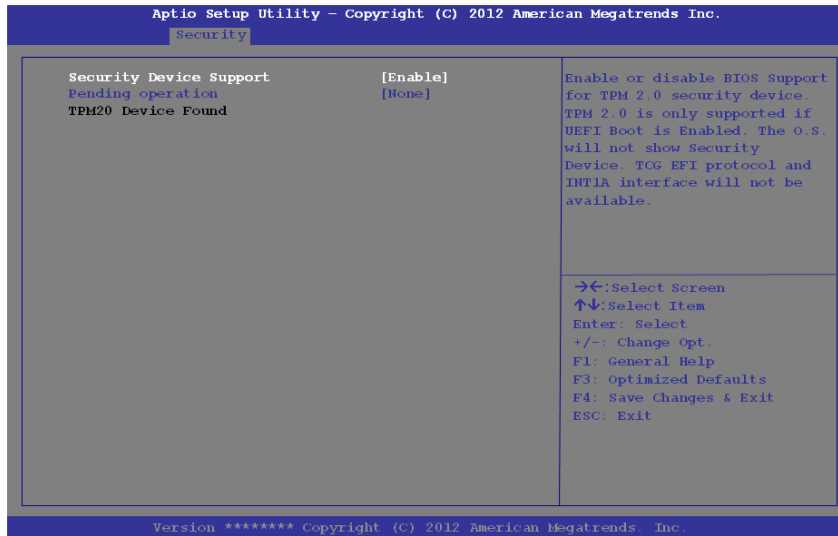 Aptio Setup Utility – Copyright (C) 2012 American Megatrends Inc.
Security
Security Device Support [Enable]
Pending operation [None]
TPM20 Device Found
Enable or disable BIOS Support
for TPM 2.0 security device.
TPM 2.0 is only supported if
UEFI Boot is Enabled. The O.S.
will not show Security
Device. TCG EFI protocol and
INT1A interface will not be
available.
→←:Select Screen
↑↓:Select Item
Enter: Select
+/-: Change Opt.
F1: General Help
F3: Optimized Defaults
F4: Save Changes & Exit
ESC: Exit
Version ******** Copyright (C) 2012 American Megatrends. Inc.